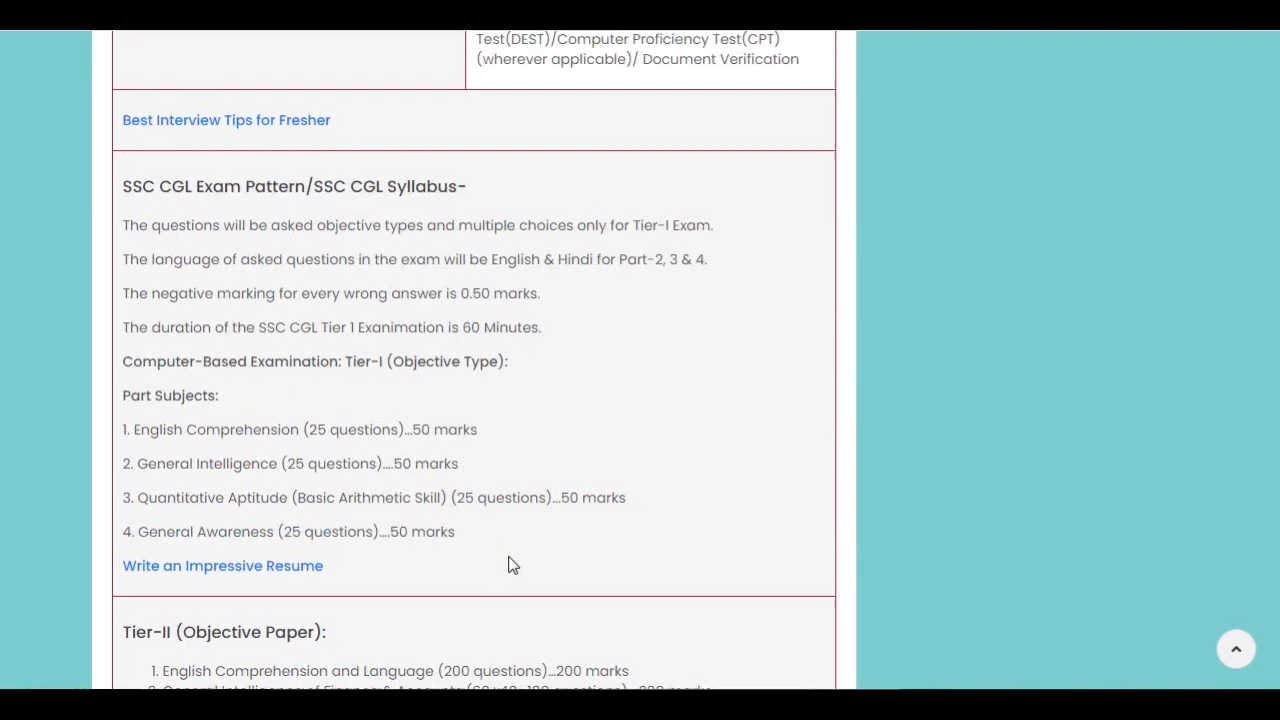 Test(DEST)/Computer Proficiency Test(CPT)
(wherever applicable)/ Document Verification
Best Interview Tips for Fresher
SSC CGL Exam Pattern/SSC CGL Syllabus-
The questions will be asked objective types and multiple choices only for Tier-I Exam.
The language of asked questions in the exam will be English & Hindi for Part-2, 3 & 4.
The negative marking for every wrong answer is 0.50 marks.
The duration of the SSC CGL Tier 1 Exanimation is 60 Minutes.
Computer-Based Examination: Tier-I (Objective Type):
Part Subjects:
1. English Comprehension (25 questions)...50 marks
2. General Intelligence (25 questions)....50 marks
3. Quantitative Aptitude (Basic Arithmetic Skill) (25 questions)...50 marks
4. General Awareness (25 questions)....50 marks
Write an Impressive Resume
Tier-II (Objective Paper):
1. English Comprehension and Language (200 questions)...200 marks